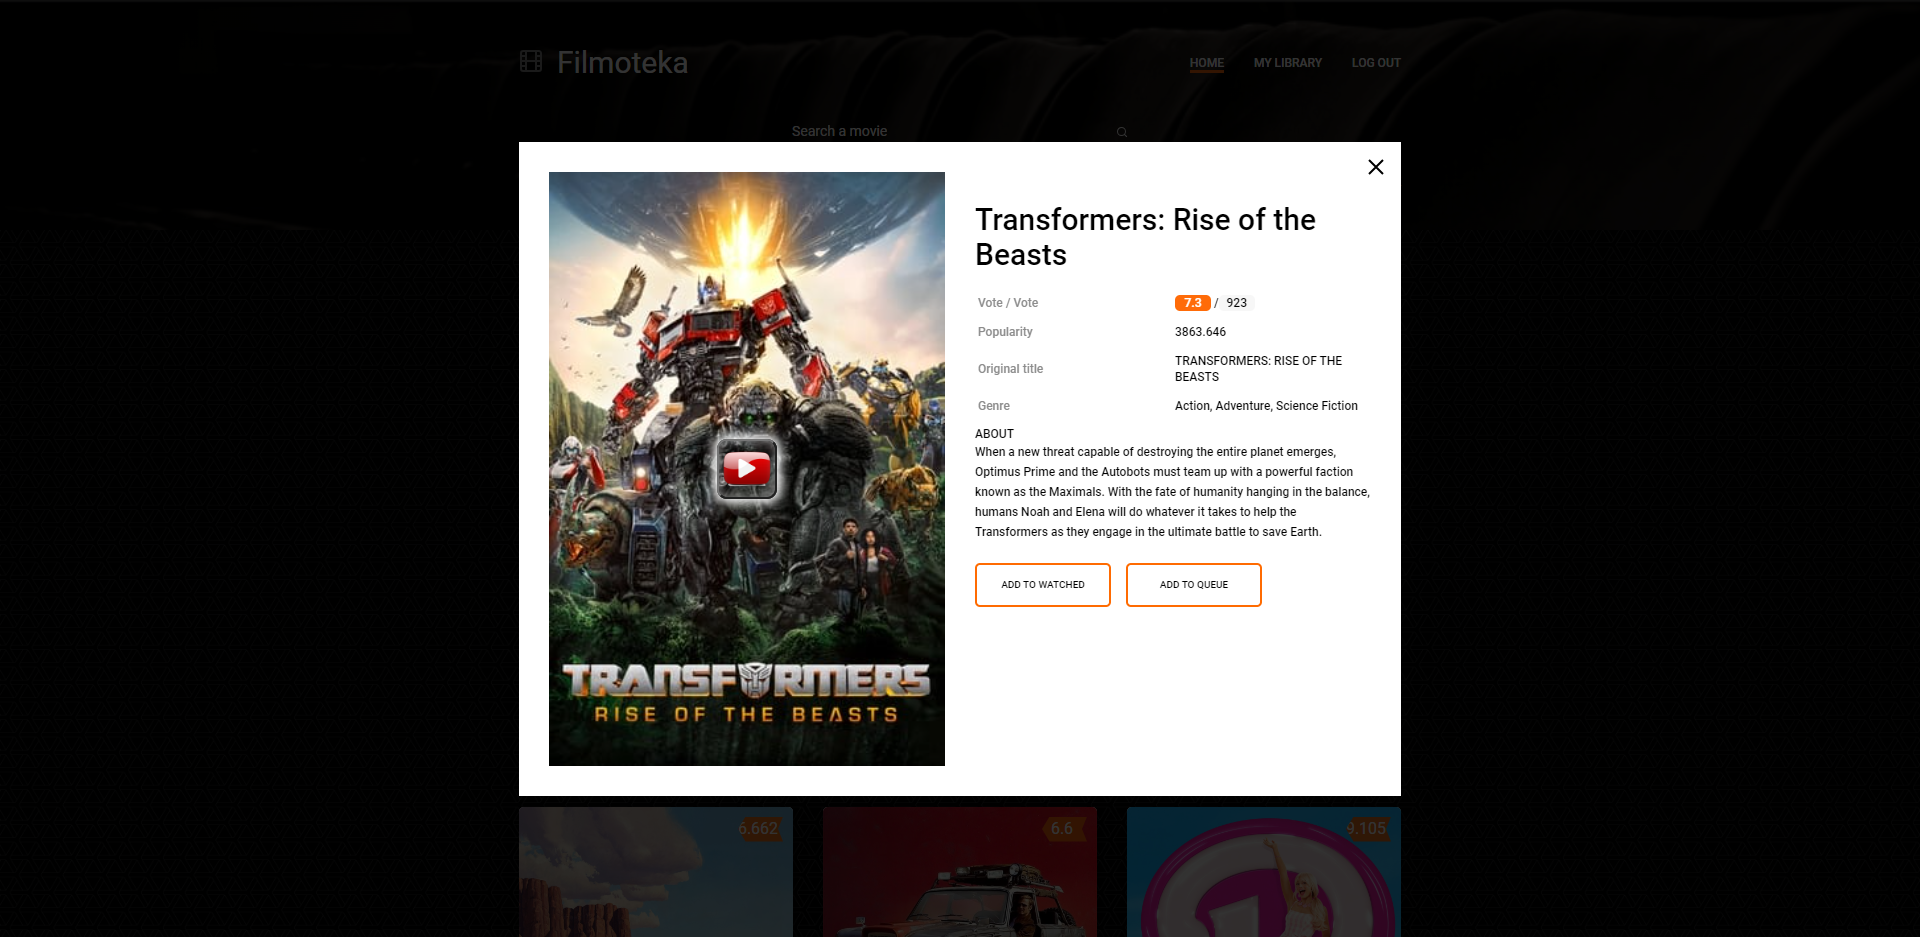 Filmoteka
HOME
MY LIBRARY
LOG OUT
Search a movie
Transformers: Rise of the
Beasts
Vote / Vote
7.3 / 923
Popularity
3863.646
Original title
TRANSFORMERS: RISE OF THE
BEASTS
Genre
Action, Adventure, Science Fiction
ABOUT
When a new threat capable of destroying the entire planet emerges,
Optimus Prime and the Autobots must team up with a powerful faction
known as the Maximals. With the fate of humanity hanging in the balance,
humans Noah and Elena will do whatever it takes to help the
Transformers as they engage in the ultimate battle to save Earth.
ADD TO WATCHED
ADD TO QUEUE
TRANSFORMERS
RISE OF THE BEASTS
6.662
6.6
9.105